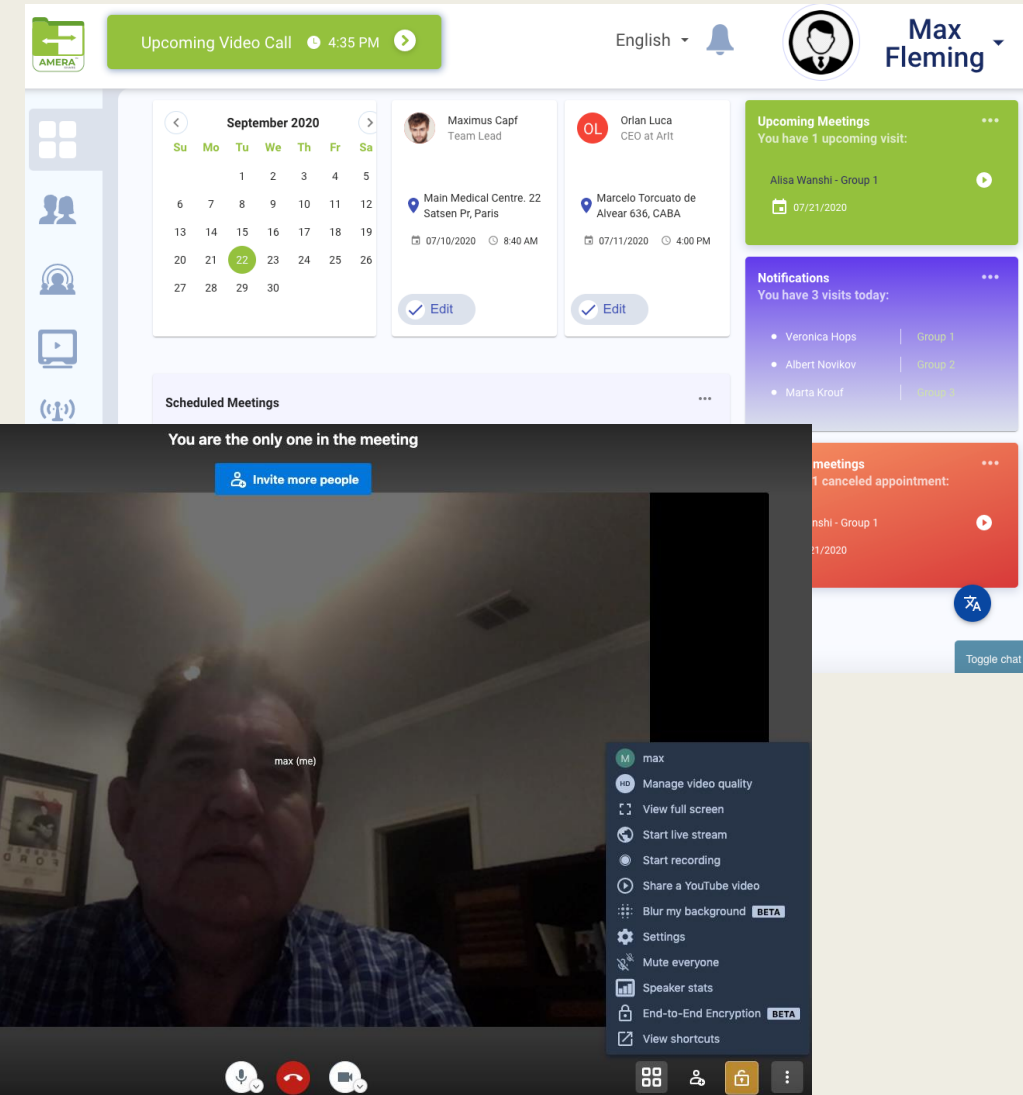 AMERA
Upcoming Video Call 4:35 PM
English
Max
Fleming
September 2020
Su Mo Tu We Th Fr Sa
1 2 3 4 5
6 7 8 9 10 11 12
13 14 15 16 17 18 19
20 21 22 23 24 25 26
27 28 29 30
Maximus Capf
Team Lead
Main Medical Centre. 22
Satsen Pr, Paris
07/10/2020 8:40 AM
Edit
OL
Orlan Luca
CEO at Arit
Marcelo Torcuato de
Alvear 636, CABA
07/11/2020 4:00 PM
Edit
Upcoming Meetings
You have 1 upcoming visit:
Alisa Wanshi - Group 1
07/21/2020
Notifications
You have 3 visits today:
Veronica Hops Group 1
Albert Novikov Group 2
Marta Krouf Group 3
Scheduled Meetings
meetings
1 canceled appointment:
nshi - Group 1
21/2020
Toggle chat
You are the only one in the meeting
Invite more people
max (me)
M max
HD Manage video quality
View full screen
Start live stream
Start recording
Share a YouTube video
Blur my background BETA
Settings
Mute everyone
Speaker stats
End-to-End Encryption BETA
View shortcuts